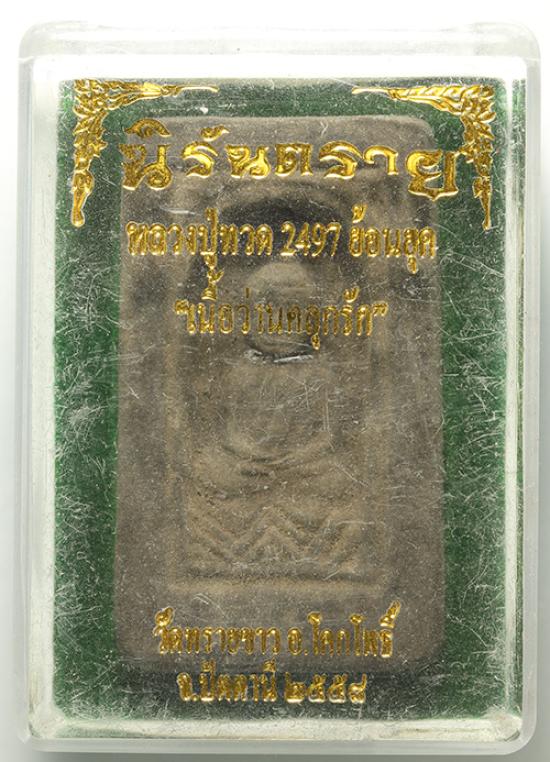 นิรันตราย
หลวงปู่ทวด 2497 ย้อนยุค
"เนื้อว่านคลุกรัก"
วัดทรายขาว อ.โคกโพธิ์
จ.ปัตตานี ๒๕๕๘